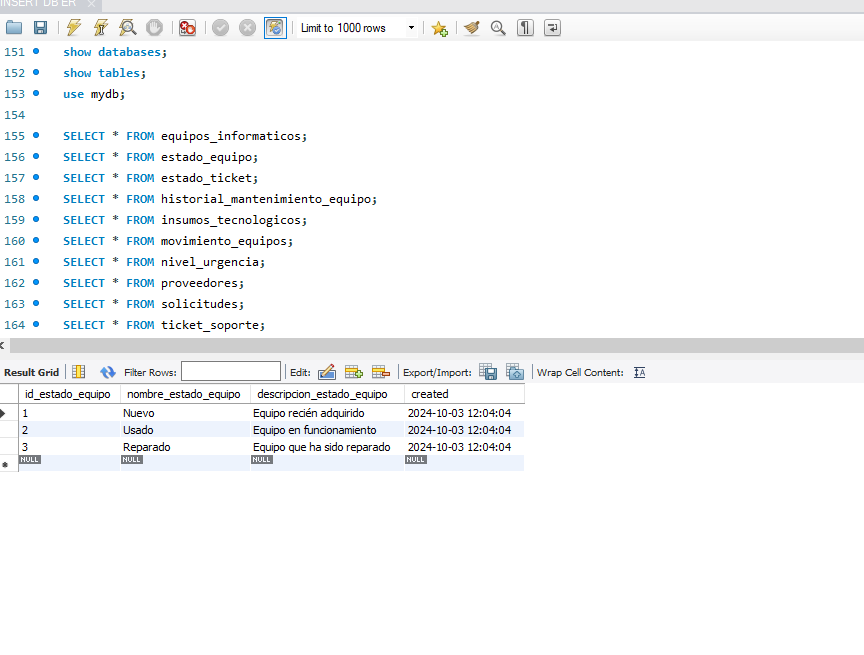 INSERT DB ER
Limit to 1000 rows
151 show databases;
152 show tables;
153 use mydb;
154
155 SELECT * FROM equipos_informaticos;
156 SELECT * FROM estado_equipo;
157 SELECT * FROM estado_ticket;
158 SELECT * FROM historial_mantenimiento_equipo;
159 SELECT * FROM insumos_tecnologicos;
160 SELECT * FROM movimiento_equipos;
161 SELECT * FROM nivel_urgencia;
162 SELECT * FROM proveedores;
163 SELECT * FROM solicitudes;
164 SELECT * FROM ticket_soporte;
Result Grid Filter Rows: Edit: Export/Import: Wrap Cell Content:
id_estado_equipo nombre_estado_equipo descripcion_estado_equipo created
1 Nuevo Equipo recién adquirido 2024-10-03 12:04:04
2 Usado Equipo en funcionamiento 2024-10-03 12:04:04
3 Reparado Equipo que ha sido reparado 2024-10-03 12:04:04
NULL NULL NULL NULL